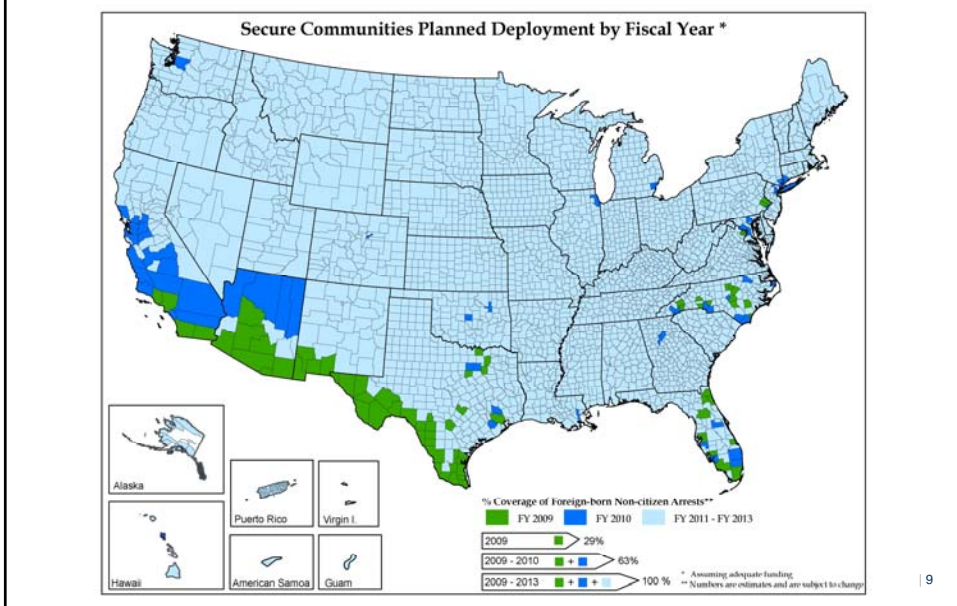 Secure Communities Planned Deployment by Fiscal Year *
Alaska
Hawaii
Puerto Rico
Virgin I.
American Samoa
Guam
% Coverage of Foreign-born Non-citizen Arrests**
FY 2009 FY 2010 FY 2011 - FY 2013
2009 29%
2009 - 2010 + 63%
2009 - 2013 + + 100 %
* Assuming adequate funding
** Numbers are estimates and are subject to change
| 9